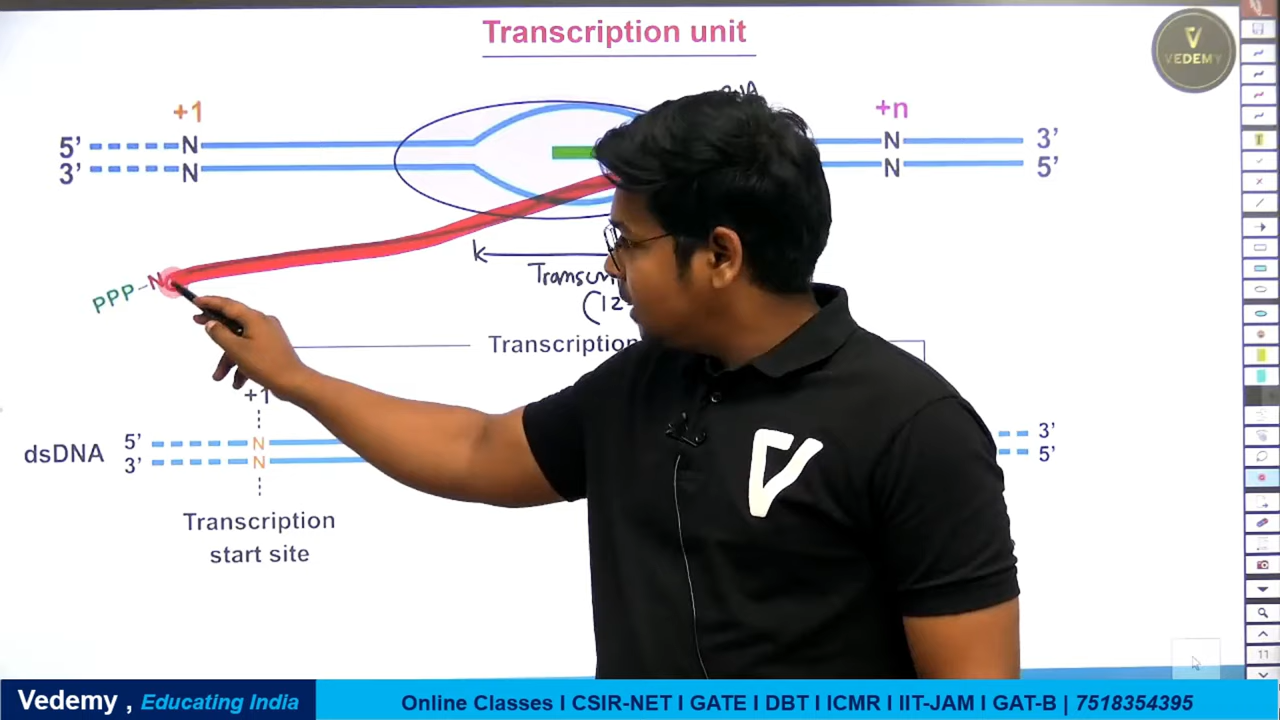 Transcription unit
VEDEMY
+1
+n
5’ N N 3’
3’ N N 5’
PPP-N
Transcription
+1
dsDNA 5’ N 3’
3’ N 5’
Transcription
start site
11
Vedemy , Educating India
Online Classes I CSIR-NET I GATE I DBT I ICMR I IIT-JAM I GAT-B | 7518354395